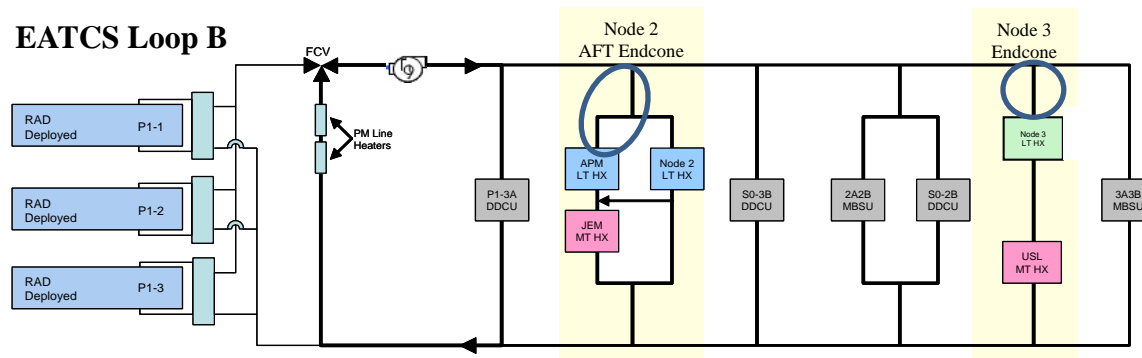 EATCS Loop B
Node 2
AFT Endcone
Node 3
Endcone
FCV
RAD
Deployed
P1-1
PM Line
Heaters
RAD
Deployed
P1-2
RAD
Deployed
P1-3
P1-3A
DDCU
APM
LT HX
Node 2
LT HX
JEM
MT HX
S0-3B
DDCU
2A2B
MBSU
S0-2B
DDCU
Node 3
LT HX
USL
MT HX
3A3B
MBSU